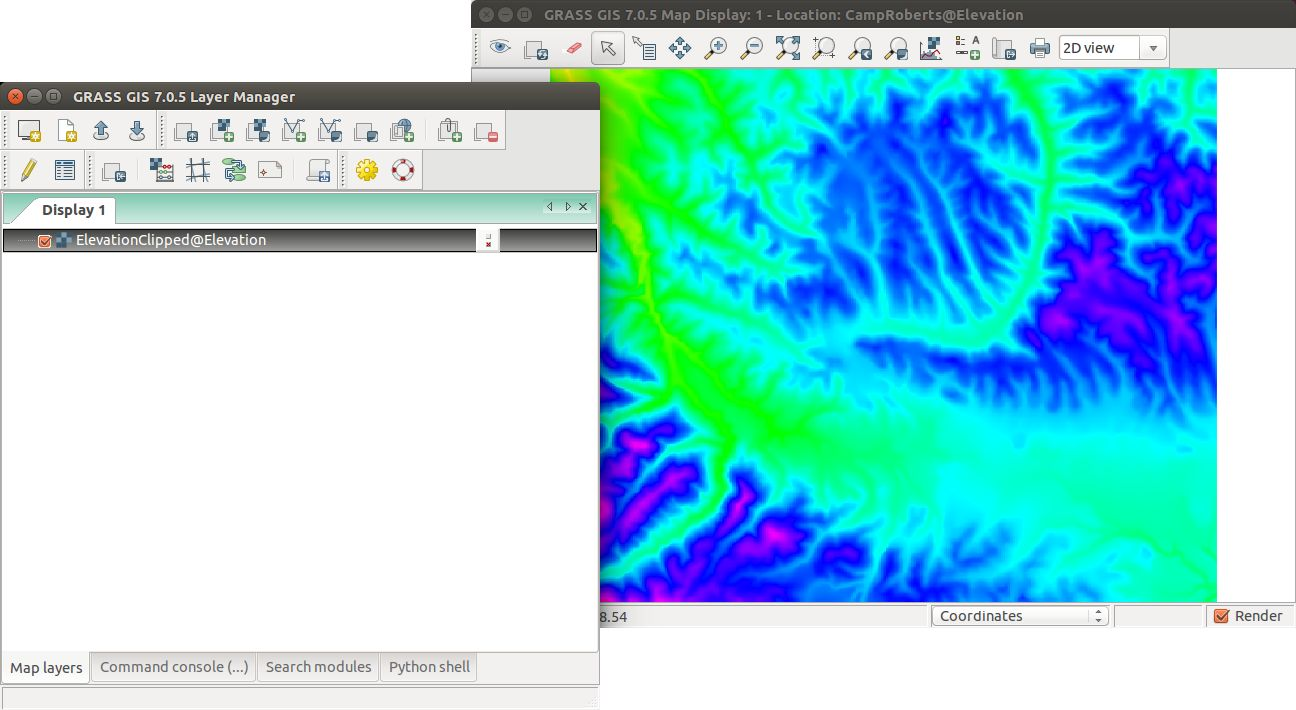 GRASS GIS 7.0.5 Map Display: 1 - Location: CampRoberts@Elevation
2D view
GRASS GIS 7.0.5 Layer Manager
Display 1
ElevationClipped@Elevation
8.54
Coordinates
Render
Map layers
Command console (...)
Search modules
Python shell